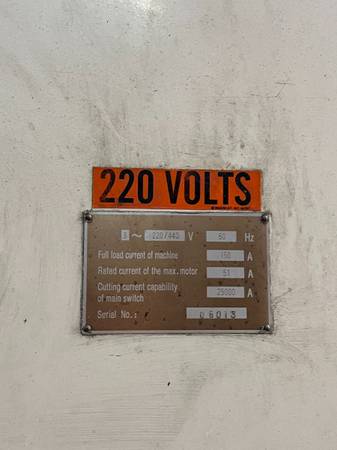 220 VOLTS
3 ~ 220/440 V 60 Hz
Full load current of machine 150 A
Rated current of the max. motor 51 A
Cutting current capability 25000 A
of main switch
Serial No.: 06013